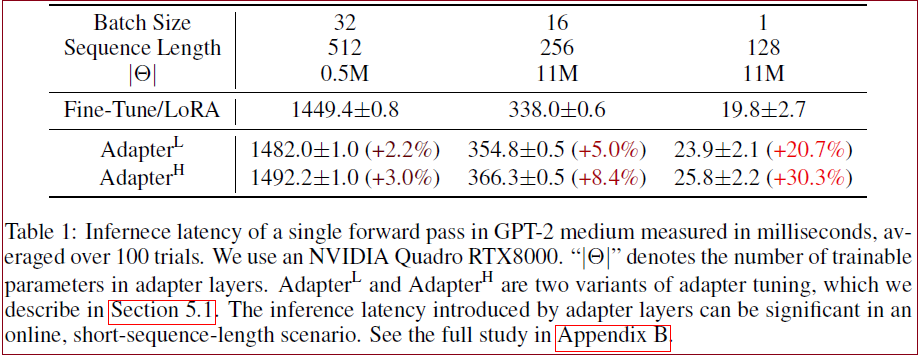 Batch Size 32 16 1
Sequence Length 512 256 128
|Θ| 0.5M 11M 11M
Fine-Tune/LoRA 1449.4±0.8 338.0±0.6 19.8±2.7
Adapter^L 1482.0±1.0 (+2.2%) 354.8±0.5 (+5.0%) 23.9±2.1 (+20.7%)
Adapter^H 1492.2±1.0 (+3.0%) 366.3±0.5 (+8.4%) 25.8±2.2 (+30.3%)
Table 1: Infernece latency of a single forward pass in GPT-2 medium measured in milliseconds, av-
eraged over 100 trials. We use an NVIDIA Quadro RTX8000. “|Θ|” denotes the number of trainable
parameters in adapter layers. Adapter^L and Adapter^H are two variants of adapter tuning, which we
describe in Section 5.1. The inference latency introduced by adapter layers can be significant in an
online, short-sequence-length scenario. See the full study in Appendix B.